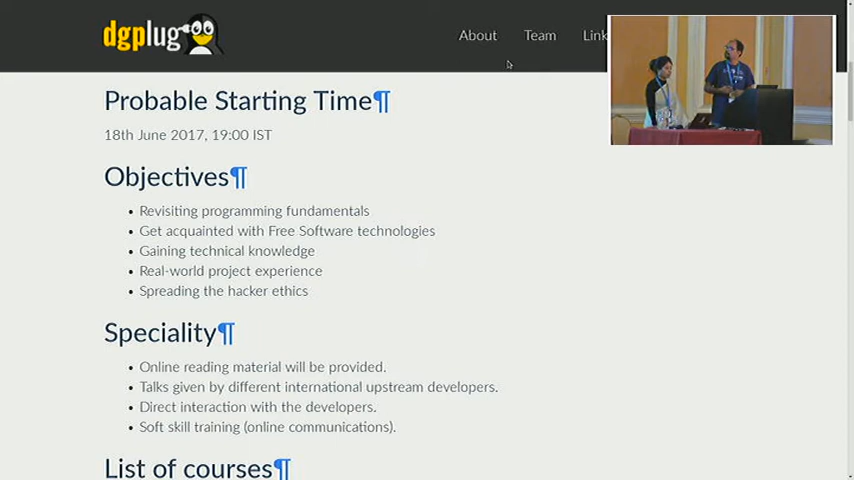 dgplug
About Team Link
Probable Starting Time¶
18th June 2017, 19:00 IST
Objectives¶
• Revisiting programming fundamentals
• Get acquainted with Free Software technologies
• Gaining technical knowledge
• Real-world project experience
• Spreading the hacker ethics
Speciality¶
• Online reading material will be provided.
• Talks given by different international upstream developers.
• Direct interaction with the developers.
• Soft skill training (online communications).
List of courses¶